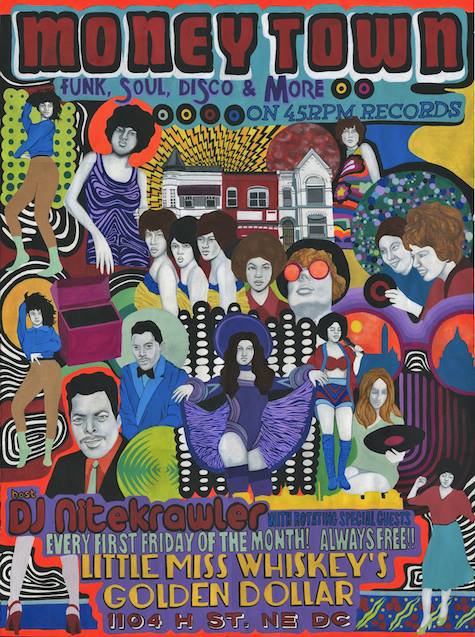 MONEY TOWN
FUNK, SOUL, DISCO & MORE
ON 45RPM RECORDS
host
DJ Nitekrawler WITH ROTATING SPECIAL GUESTS
EVERY FIRST FRIDAY OF THE MONTH! ALWAYS FREE!!
LITTLE MISS WHISKEY'S
GOLDEN DOLLAR
1104 H ST. NE DC